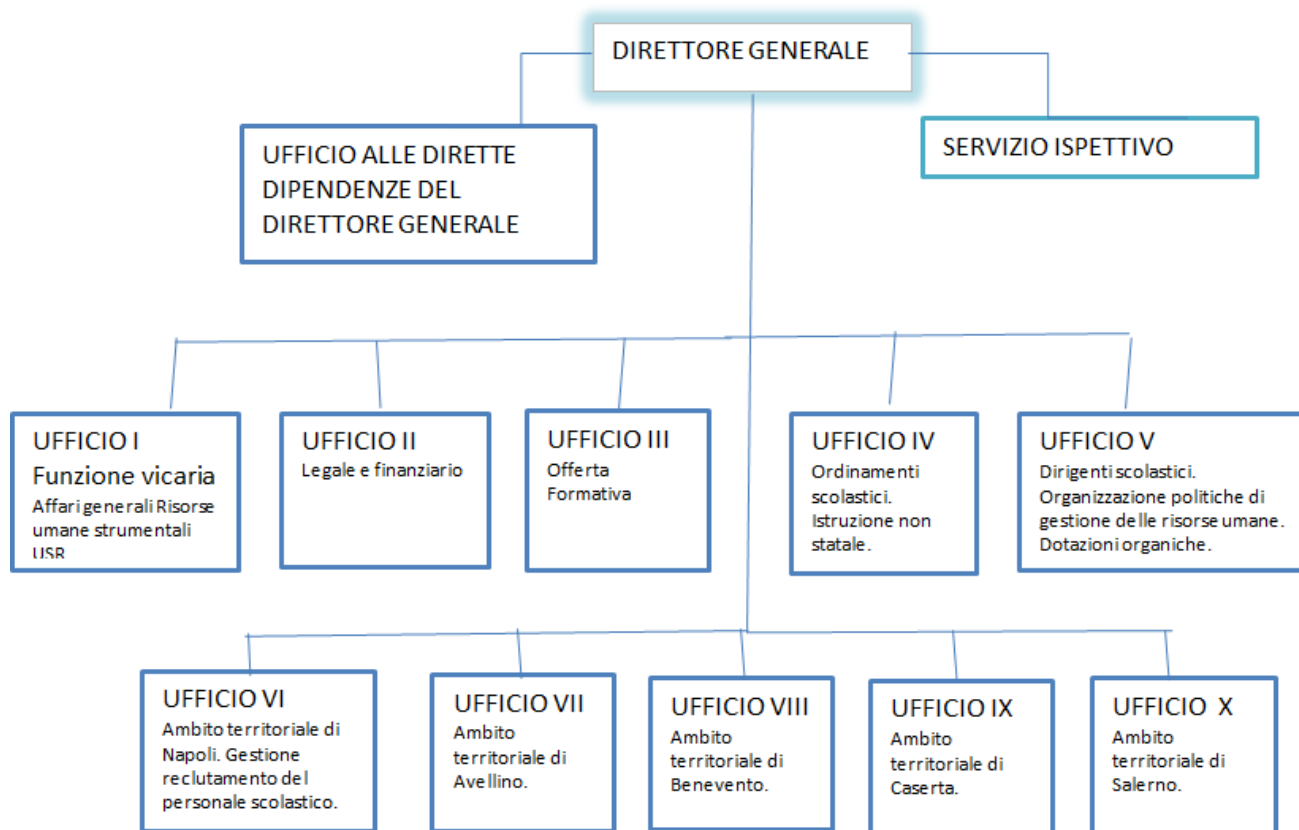 DIRETTORE GENERALE
UFFICIO ALLE DIRETTE
DIPENDENZE DEL
DIRETTORE GENERALE
SERVIZIO ISPETTIVO
UFFICIO I
Funzione vicaria
Affari generali Risorse
umane strumentali
USR
UFFICIO II
Legale e finanziario
UFFICIO III
Offerta
Formativa
UFFICIO IV
Ordinamenti
scolastici.
Istruzione non
statale.
UFFICIO V
Dirigenti scolastici.
Organizzazione politiche di
gestione delle risorse umane.
Dotazioni organiche.
UFFICIO VI
Ambito territoriale di
Napoli. Gestione
reclutamento del
personale scolastico.
UFFICIO VII
Ambito
territoriale di
Avellino.
UFFICIO VIII
Ambito
territoriale di
Benevento.
UFFICIO IX
Ambito
territoriale di
Caserta.
UFFICIO X
Ambito
territoriale di
Salerno.